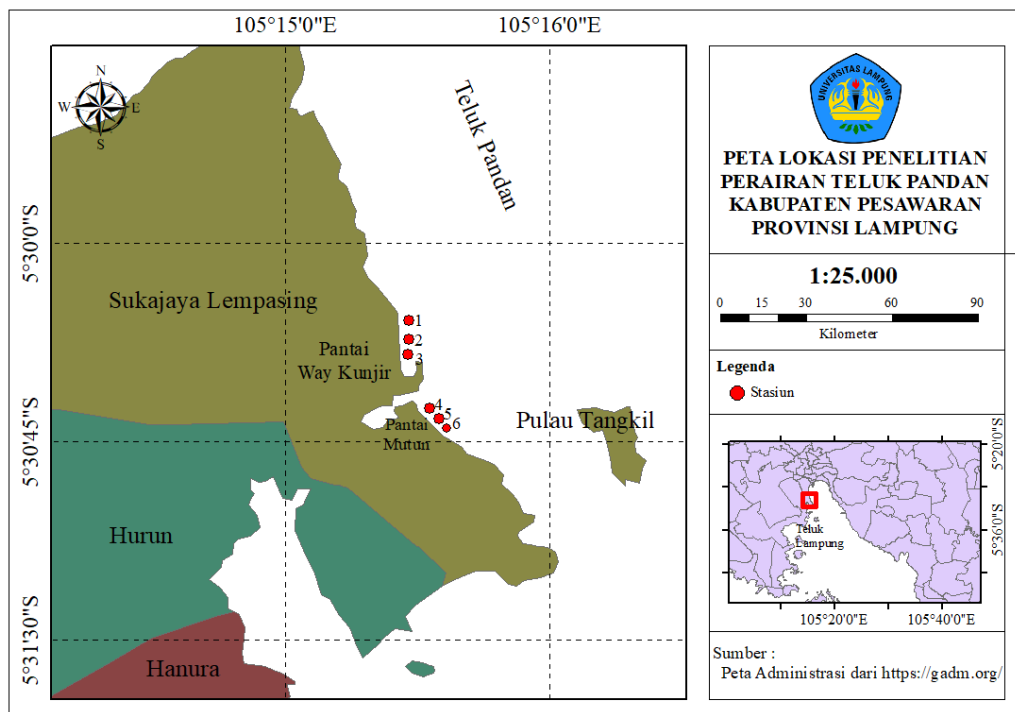 105°15'0"E
105°16'0"E
5°30'0"S
5°30'45"S
5°31'30"S
N
W
E
S
Teluk Pandan
Sukajaya Lempasing
Pantai
Way Kunjir
1
2
3
4
5
6
Pantai
Mutun
Pulau Tangkil
Hurun
Hanura
UNIVERSITAS LAMPUNG
PETA LOKASI PENELITIAN
PERAIRAN TELUK PANDAN
KABUPATEN PESAWARAN
PROVINSI LAMPUNG
1:25.000
0 15 30 60 90
Kilometer
Legenda
Stasiun
Teluk
Lampung
5°20'0"S
5°36'0"S
105°20'0"E
105°40'0"E
Sumber :
Peta Administrasi dari https://gadm.org/